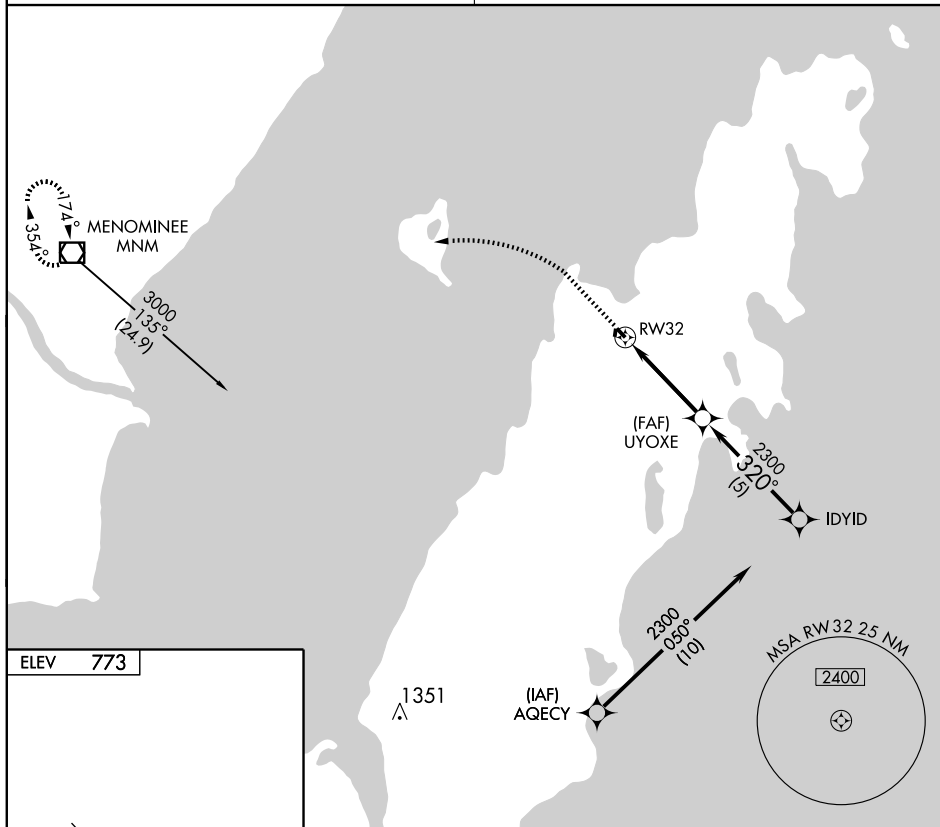 174°
354°
MENOMINEE
MNM
3000
135°
(24.9)
RW32
(FAF)
UYOXE
2300
320°
(5)
IDYID
2300
050°
(10)
(IAF)
AQECY
1351
ELEV 773
MSA RW32 25 NM
2400